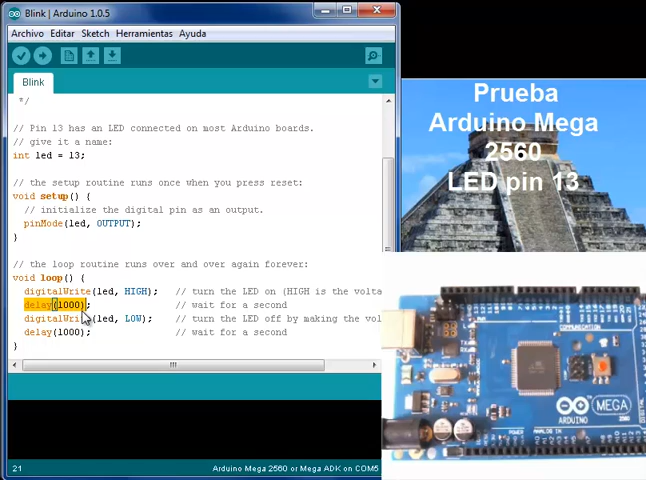 Blink | Arduino 1.0.5
Archivo Editar Sketch Herramientas Ayuda
Blink
*/
// Pin 13 has an LED connected on most Arduino boards.
// give it a name:
int led = 13;
// the setup routine runs once when you press reset:
void setup() {
// initialize the digital pin as an output.
pinMode(led, OUTPUT);
}
// the loop routine runs over and over again forever:
void loop() {
digitalWrite(led, HIGH); // turn the LED on (HIGH is the volta
delay(1000); // wait for a second
digitalWrite(led, LOW); // turn the LED off by making the vol
delay(1000); // wait for a second
}
21
Arduino Mega 2560 or Mega ADK on COM5
Prueba
Arduino Mega
2560
LED pin 13
COMMUNICATION
MEGA
2560
ARDUINO
POWER
ANALOG IN